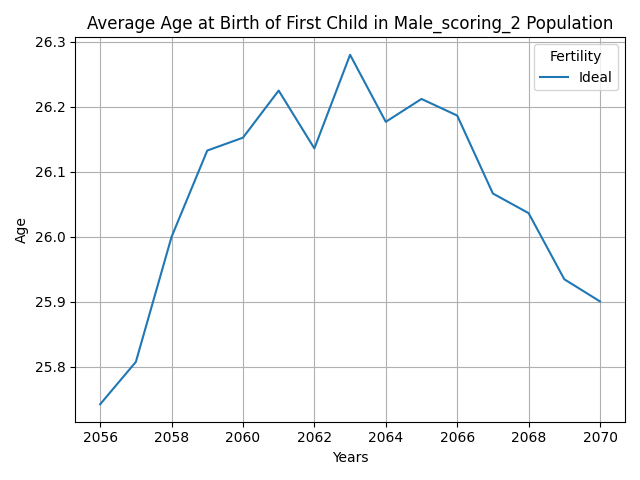 Average Age at Birth of First Child in Male_scoring_2 Population
Fertility
Ideal
26.3
26.2
26.1
26.0
25.9
25.8
Age
2056 2058 2060 2062 2064 2066 2068 2070
Years